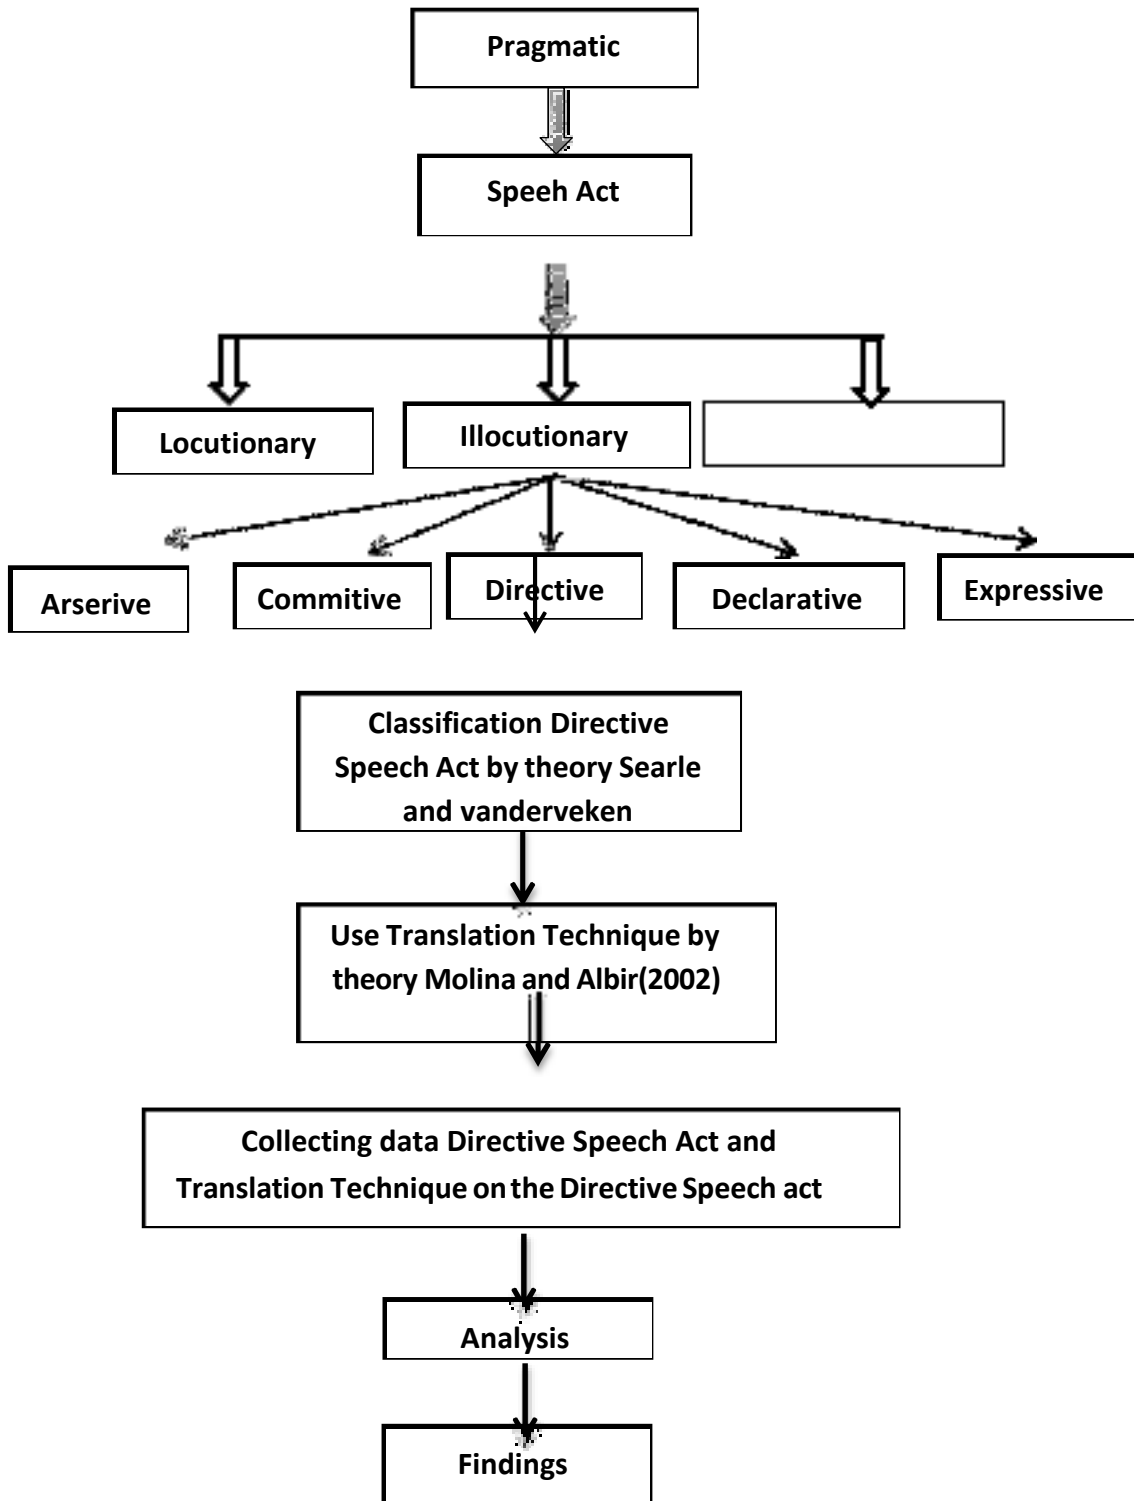 Pragmatic
Speeh Act
Locutionary
Illocutionary
Arserive
Commitive
Directive
Declarative
Expressive
Classification Directive
Speech Act by theory Searle
and vanderveken
Use Translation Technique by
theory Molina and Albir(2002)
Collecting data Directive Speech Act and
Translation Technique on the Directive Speech act
Analysis
Findings